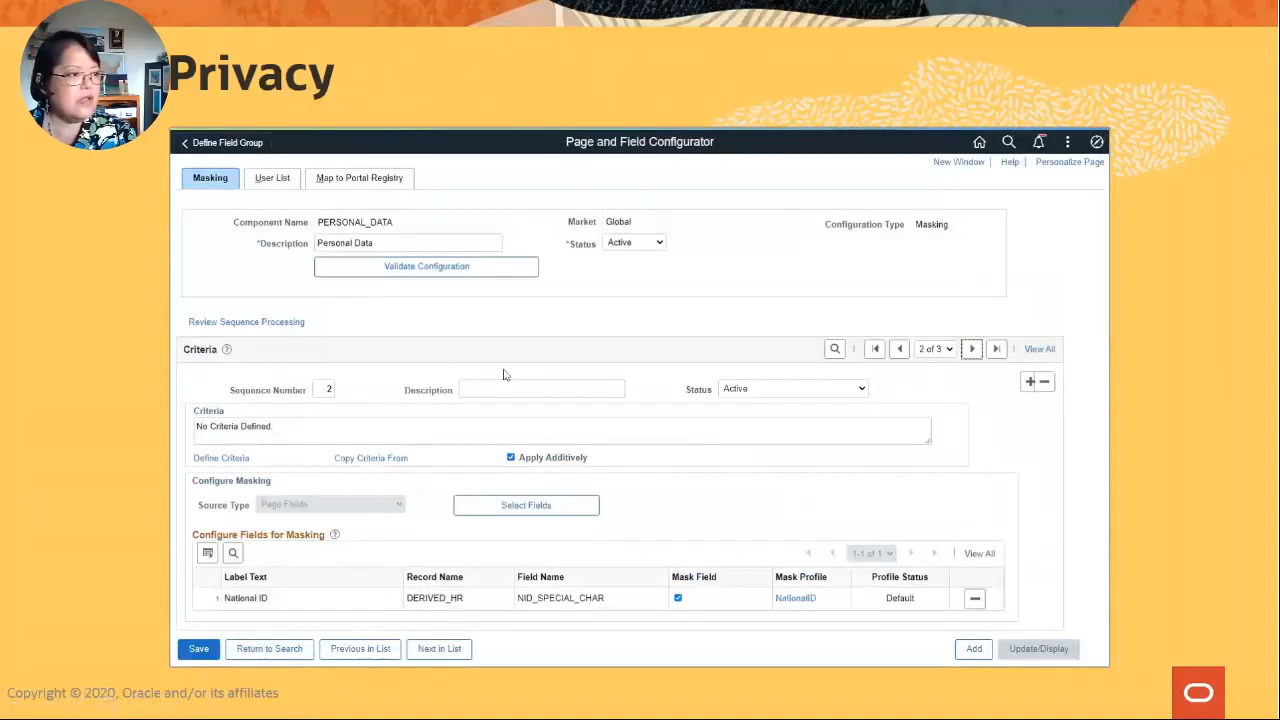 Privacy
Define Field Group
Page and Field Configurator
New Window | Help | Personalize Page
Masking
User List
Map to Portal Registry
Component Name PERSONAL_DATA
Market Global
Configuration Type Masking
*Description Personal Data
*Status Active
Validate Configuration
Review Sequence Processing
Criteria
2 of 3
View All
Sequence Number 2
Description
Status Active
Criteria
No Criteria Defined.
Define Criteria
Copy Criteria From
Apply Additively
Configure Masking
Source Type Page Fields
Select Fields
Configure Fields for Masking
1-1 of 1
View All
Label Text Record Name Field Name Mask Field Mask Profile Profile Status
1 National ID DERIVED_HR NID_SPECIAL_CHAR NationalID Default
Save
Return to Search
Previous in List
Next in List
Add
Update/Display
Copyright © 2020, Oracle and/or its affiliates